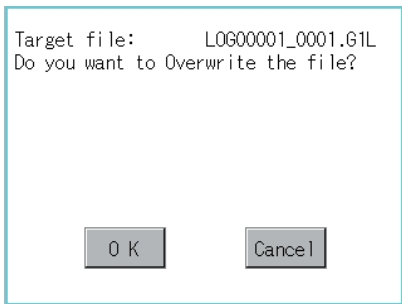 Target file: LOG00001_0001.G1L
Do you want to Overwrite the file?
O K
Cancel